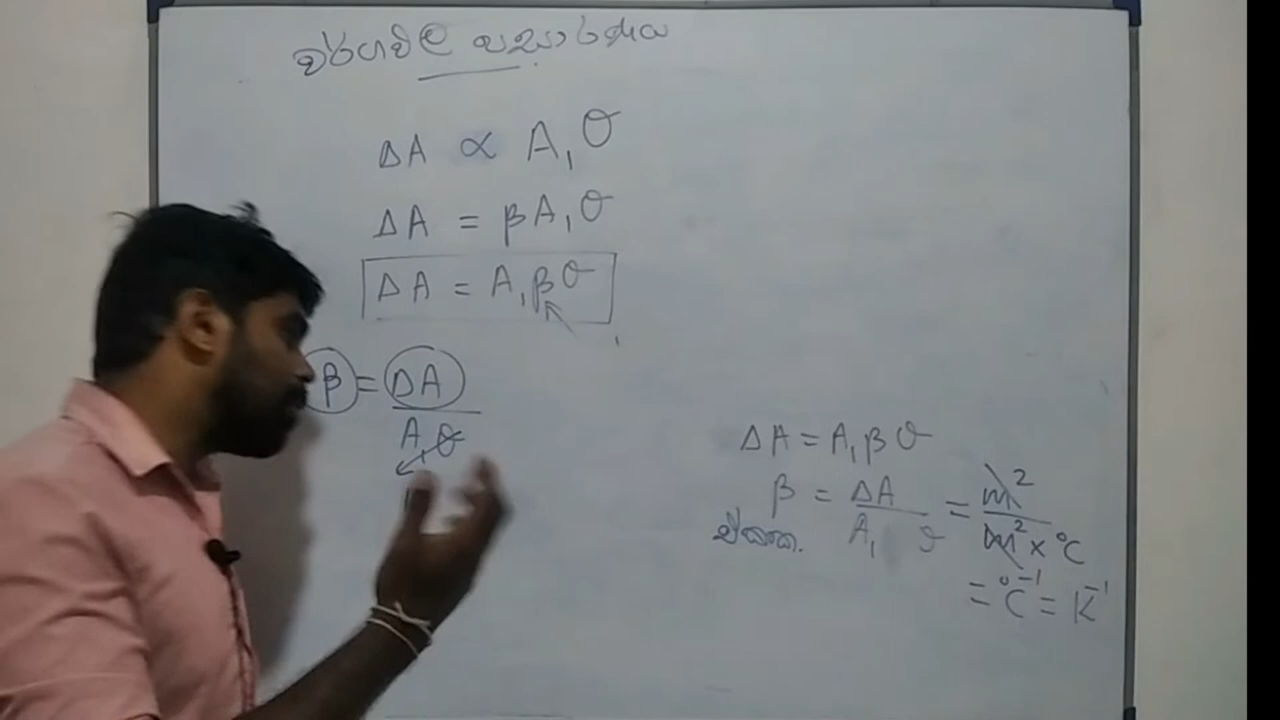 වර්ගඵල ප්‍රසාරණය
ΔA ∝ A₁θ
ΔA = βA₁θ
ΔA = A₁βθ
β = ΔA / A₁θ
ΔA = A₁βθ
β = ΔA / A₁ θ = m² / m² × °C
ඒකක.
= °C⁻¹ = K⁻¹